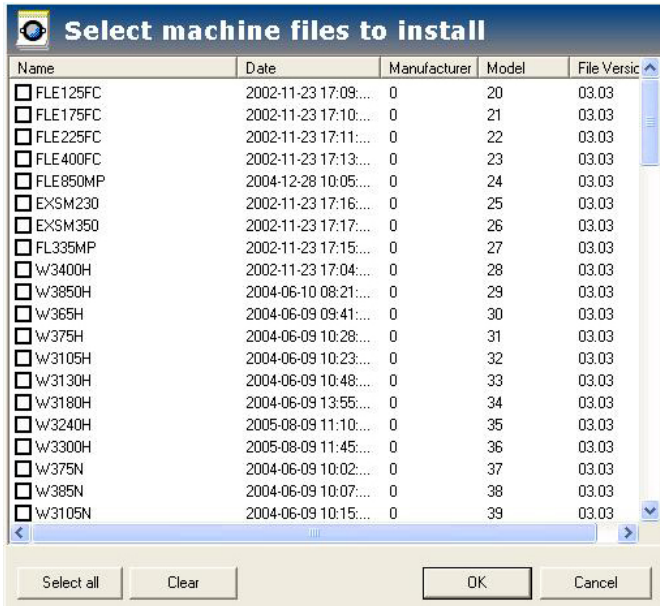 Select machine files to install
Name Date Manufacturer Model File Versic
FLE125FC 2002-11-23 17:09:... 0 20 03.03
FLE175FC 2002-11-23 17:10:... 0 21 03.03
FLE225FC 2002-11-23 17:11:... 0 22 03.03
FLE400FC 2002-11-23 17:13:... 0 23 03.03
FLE850MP 2004-12-28 10:05:... 0 24 03.03
EXSM230 2002-11-23 17:16:... 0 25 03.03
EXSM350 2002-11-23 17:17:... 0 26 03.03
FL335MP 2002-11-23 17:15:... 0 27 03.03
W3400H 2002-11-23 17:04:... 0 28 03.03
W3850H 2004-06-10 08:21:... 0 29 03.03
W365H 2004-06-09 09:41:... 0 30 03.03
W375H 2004-06-09 10:28:... 0 31 03.03
W3105H 2004-06-09 10:23:... 0 32 03.03
W3130H 2004-06-09 10:48:... 0 33 03.03
W3180H 2004-06-09 13:55:... 0 34 03.03
W3240H 2005-08-09 11:10:... 0 35 03.03
W3300H 2005-08-09 11:45:... 0 36 03.03
W375N 2004-06-09 10:02:... 0 37 03.03
W385N 2004-06-09 10:07:... 0 38 03.03
W3105N 2004-06-09 10:15:... 0 39 03.03
Select all Clear OK Cancel